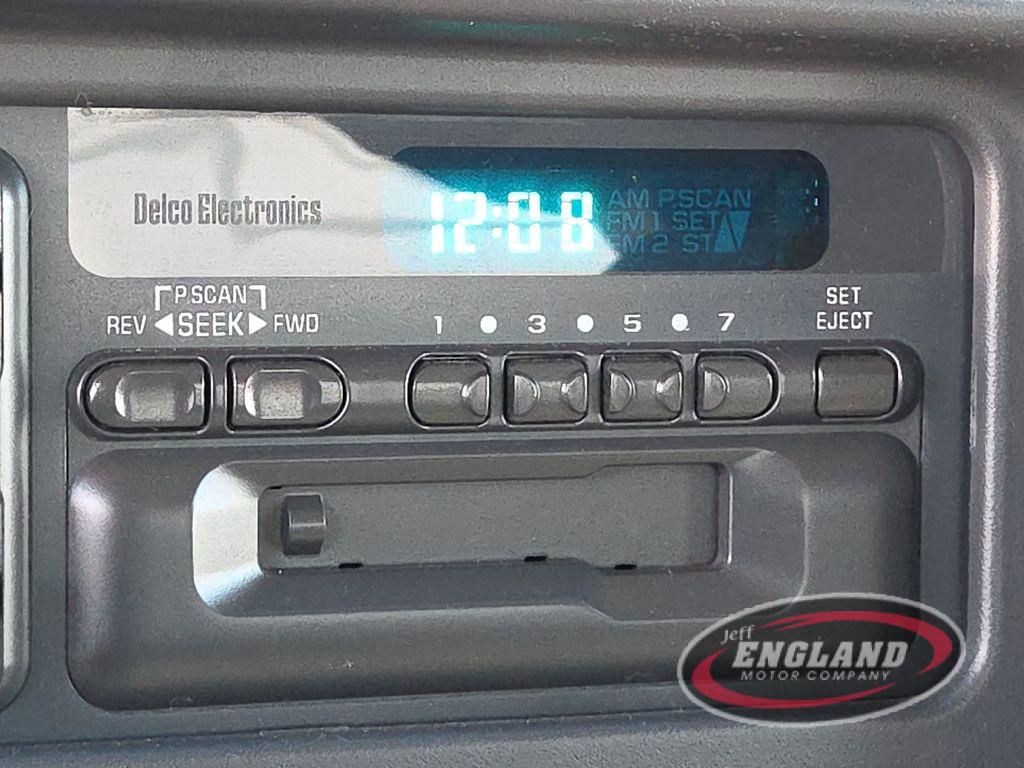 Delco Electronics
12:08
AM P.SCAN
FM 1 SET
FM 2 ST
P.SCAN
REV ◀SEEK▶ FWD
1 ● 3 ● 5 ● 7
SET
EJECT
Jeff
ENGLAND
MOTOR COMPANY